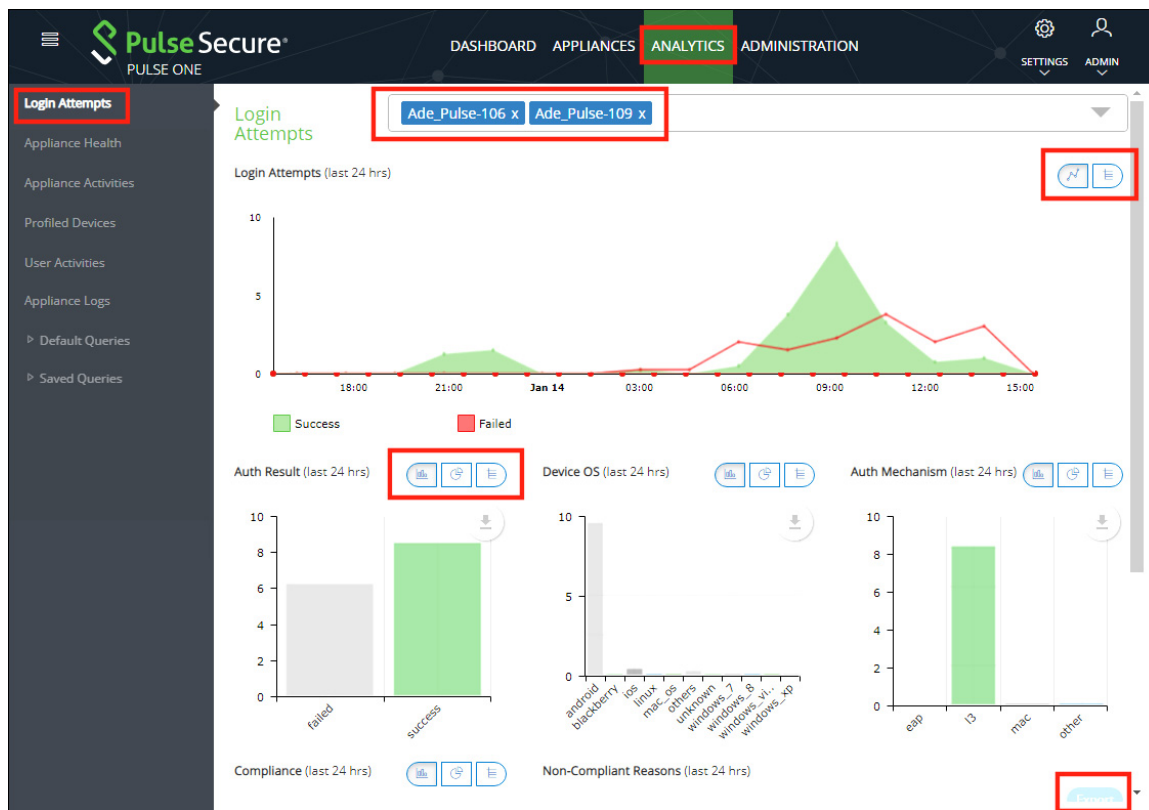 Pulse Secure®
PULSE ONE
DASHBOARD APPLIANCES ANALYTICS ADMINISTRATION
SETTINGS ADMIN
Login Attempts
Appliance Health
Appliance Activities
Profiled Devices
User Activities
Appliance Logs
Default Queries
Saved Queries
Login
Attempts
Ade_Pulse-106 x Ade_Pulse-109 x
Login Attempts (last 24 hrs)
10
5
0
18:00 21:00 Jan 14 03:00 06:00 09:00 12:00 15:00
Success Failed
Auth Result (last 24 hrs)
10
8
6
4
2
0
failed success
Device OS (last 24 hrs)
10
5
0
android blackberry ios linux mac_os others unknown windows_7 windows_8 windows_vi.. windows_xp
Auth Mechanism (last 24 hrs)
10
8
6
4
2
0
eap l3 mac other
Compliance (last 24 hrs)
Non-Compliant Reasons (last 24 hrs)
Export